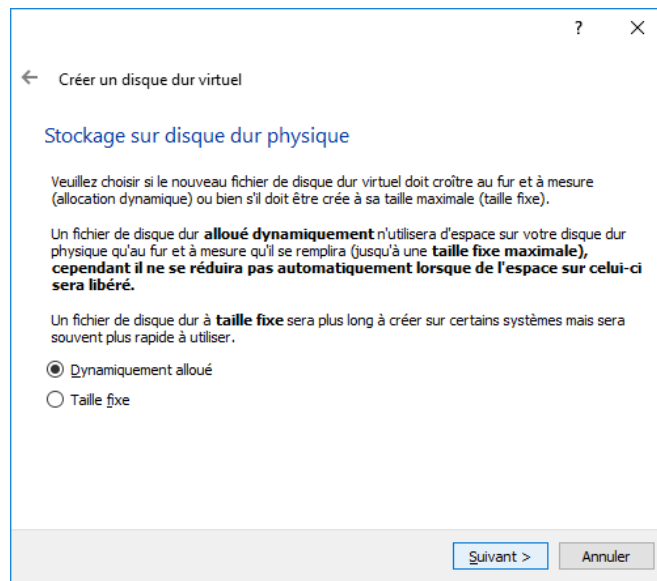 ?
Créer un disque dur virtuel
Stockage sur disque dur physique
Veuillez choisir si le nouveau fichier de disque dur virtuel doit croître au fur et à mesure
(allocation dynamique) ou bien s'il doit être crée à sa taille maximale (taille fixe).
Un fichier de disque dur alloué dynamiquement n'utilisera d'espace sur votre disque dur
physique qu'au fur et à mesure qu'il se remplira (jusqu'à une taille fixe maximale),
cependant il ne se réduira pas automatiquement lorsque de l'espace sur celui-ci
sera libéré.
Un fichier de disque dur à taille fixe sera plus long à créer sur certains systèmes mais sera
souvent plus rapide à utiliser.
Dynamiquement alloué
Taille fixe
Suivant >
Annuler